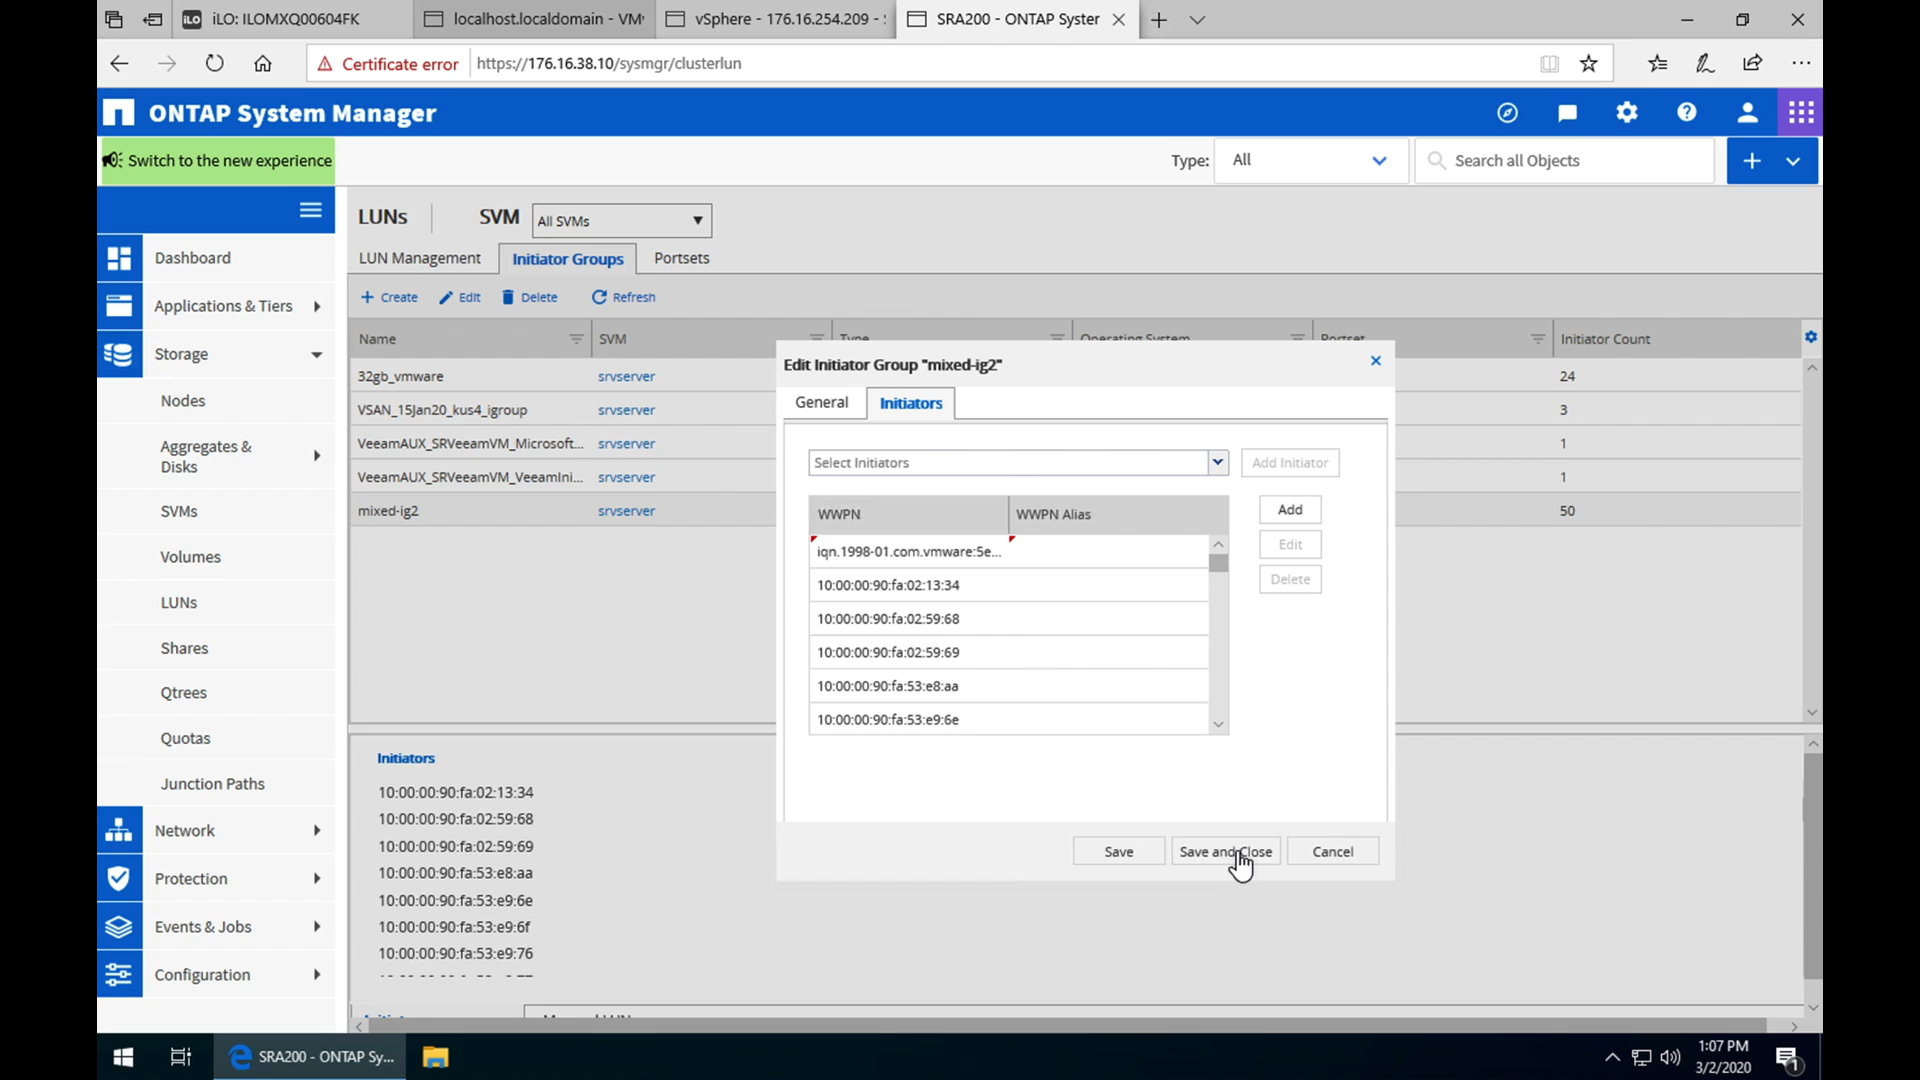 iLO: ILOMXQ00604FK
localhost.localdomain - VM
vSphere - 176.16.254.209 -
SRA200 - ONTAP Syster
Certificate error
https://176.16.38.10/sysmgr/clusterlun
ONTAP System Manager
Switch to the new experience
Type: All
Search all Objects
LUNs
SVM
All SVMs
LUN Management
Initiator Groups
Portsets
Create
Edit
Delete
Refresh
Name
SVM
Type
Operating System
Portset
Initiator Count
32gb_vmware
srvserver
24
VSAN_15Jan20_kus4_igroup
srvserver
3
VeeamAUX_SRVeeamVM_Microsoft...
srvserver
1
VeeamAUX_SRVeeamVM_VeeamIni...
srvserver
1
mixed-ig2
srvserver
50
Dashboard
Applications & Tiers
Storage
Nodes
Aggregates &
Disks
SVMs
Volumes
LUNs
Shares
Qtrees
Quotas
Junction Paths
Network
Protection
Events & Jobs
Configuration
Edit Initiator Group "mixed-ig2"
General
Initiators
Select Initiators
Add Initiator
WWPN
WWPN Alias
iqn.1998-01.com.vmware:5e...
10:00:00:90:fa:02:13:34
10:00:00:90:fa:02:59:68
10:00:00:90:fa:02:59:69
10:00:00:90:fa:53:e8:aa
10:00:00:90:fa:53:e9:6e
Add
Edit
Delete
Save
Save and Close
Cancel
Initiators
10:00:00:90:fa:02:13:34
10:00:00:90:fa:02:59:68
10:00:00:90:fa:02:59:69
10:00:00:90:fa:53:e8:aa
10:00:00:90:fa:53:e9:6e
10:00:00:90:fa:53:e9:6f
10:00:00:90:fa:53:e9:76
SRA200 - ONTAP Sy...
1:07 PM
3/2/2020
1